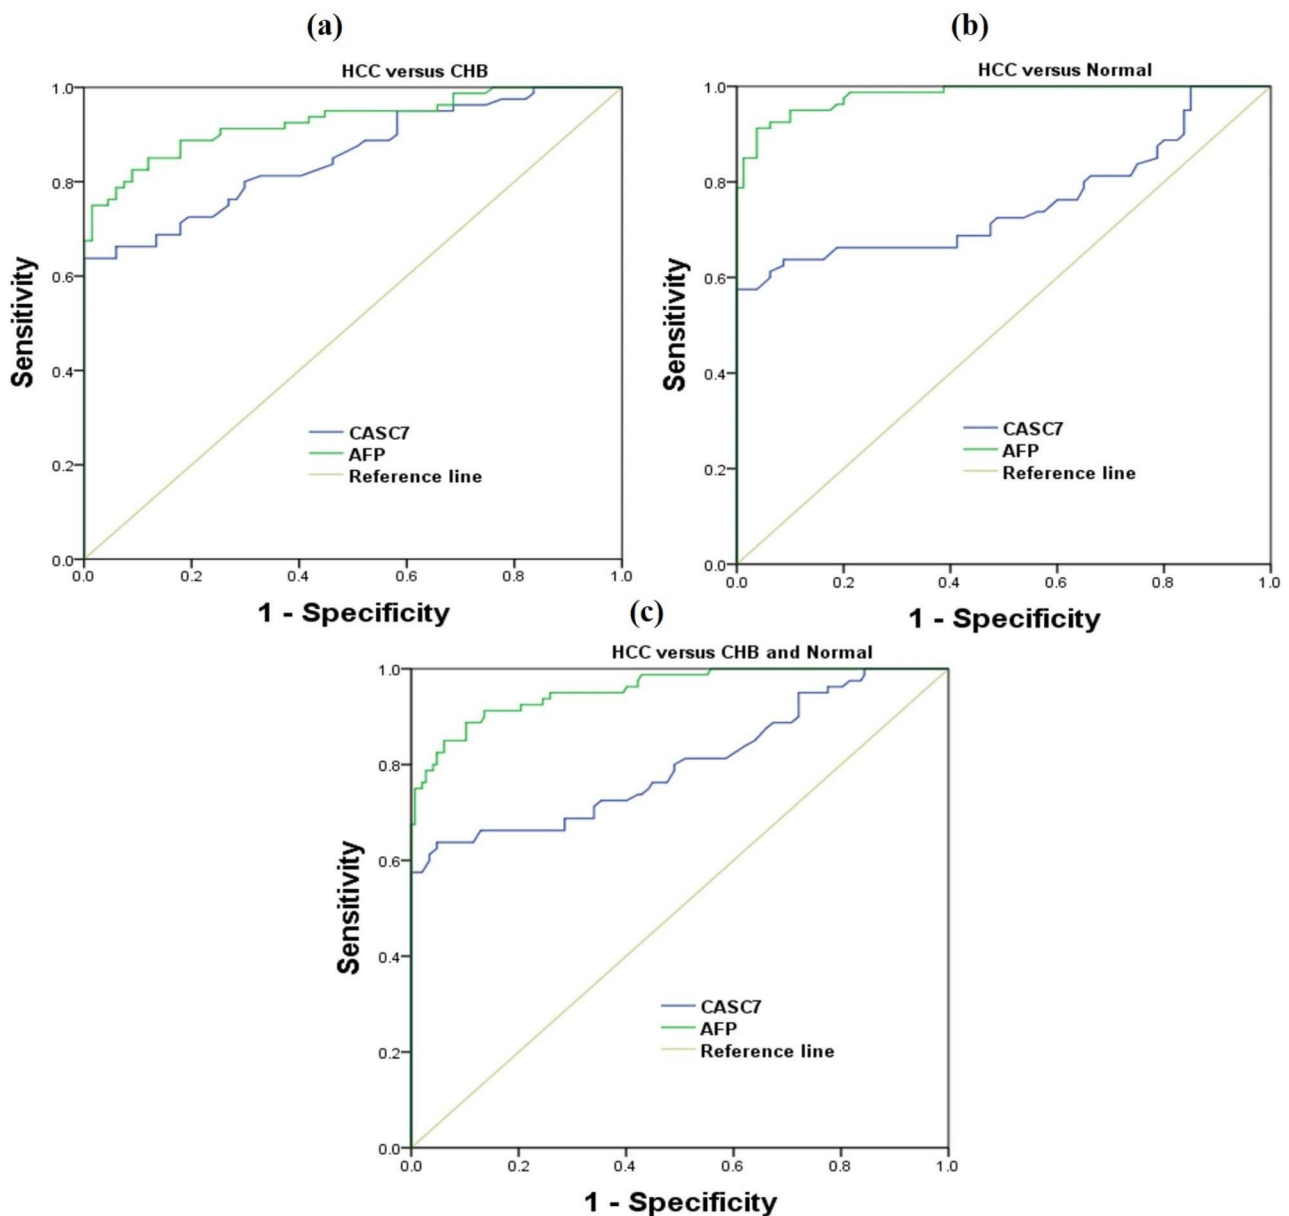 (a)
HCC versus CHB
1.0
0.8
0.6
0.4
0.2
0.0
Sensitivity
CASC7
AFP
Reference line
0.0 0.2 0.4 0.6 0.8 1.0
1 - Specificity
(b)
HCC versus Normal
1.0
0.8
0.6
0.4
0.2
0.0
Sensitivity
CASC7
AFP
Reference line
0.0 0.2 0.4 0.6 0.8 1.0
1 - Specificity
(c)
HCC versus CHB and Normal
1.0
0.8
0.6
0.4
0.2
0.0
Sensitivity
CASC7
AFP
Reference line
0.0 0.2 0.4 0.6 0.8 1.0
1 - Specificity